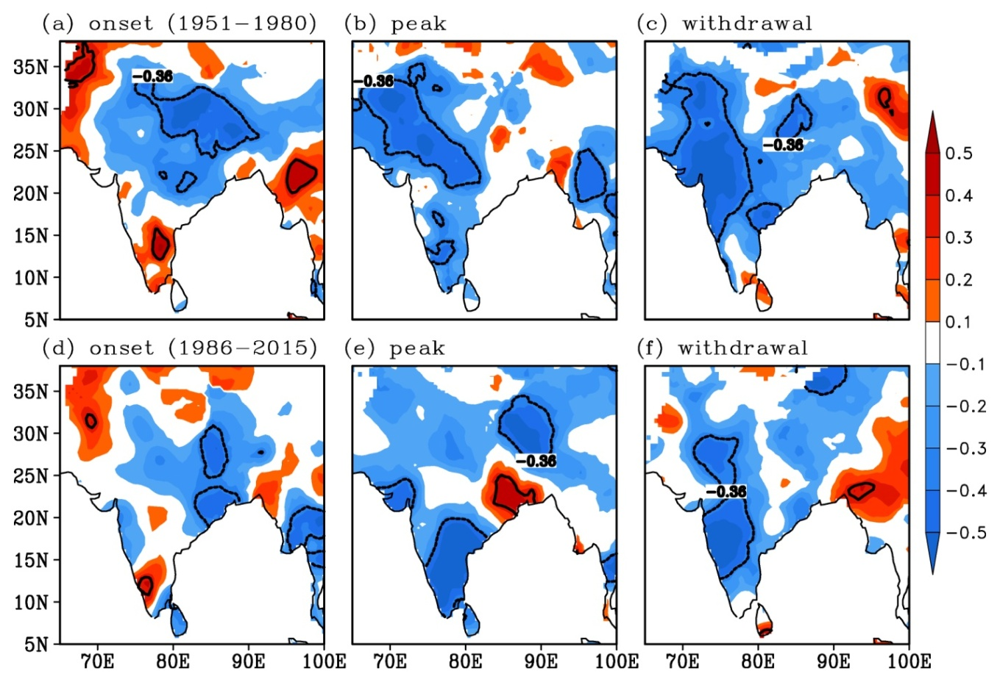 (a) onset (1951−1980)
(b) peak
(c) withdrawal
35N
30N
25N
20N
15N
10N
5N
−0.36
−0.36
−0.36
0.5
0.4
0.3
0.2
0.1
−0.1
−0.2
−0.3
−0.4
−0.5
(d) onset (1986−2015)
(e) peak
(f) withdrawal
35N
30N
25N
20N
15N
10N
5N
−0.36
−0.36
70E 80E 90E 100E
70E 80E 90E 100E
70E 80E 90E 100E